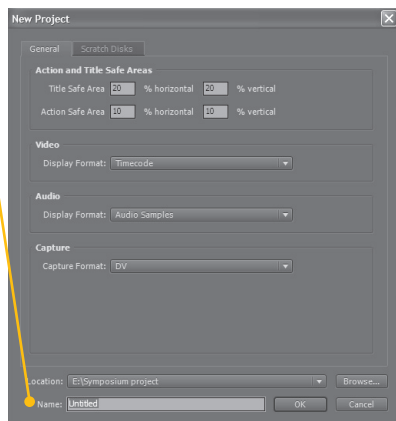 New Project
General Scratch Disks
Action and Title Safe Areas
Title Safe Area 20 % horizontal 20 % vertical
Action Safe Area 10 % horizontal 10 % vertical
Video
Display Format: Timecode
Audio
Display Format: Audio Samples
Capture
Capture Format: DV
Location: E:\Symposium project Browse...
Name: Untitled OK Cancel